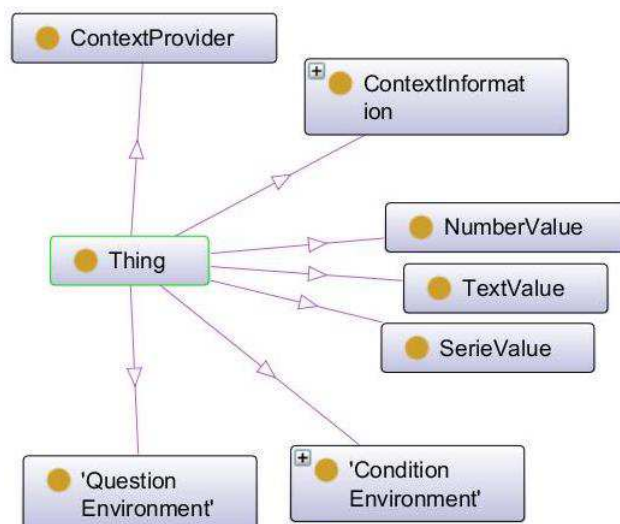 ContextProvider
ContextInformat
ion
NumberValue
Thing
TextValue
SerieValue
'Question
Environment'
'Condition
Environment'